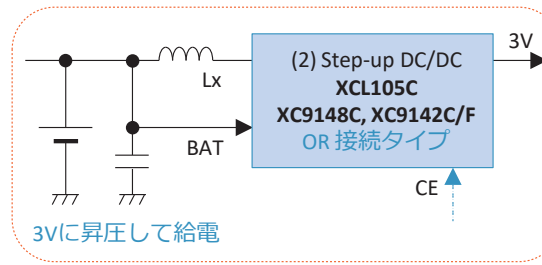 3V
(2) Step-up DC/DC
XCL105C
Lx
XC9148C, XC9142C/F
OR 接続タイプ
BAT
CE
3Vに昇圧して給電